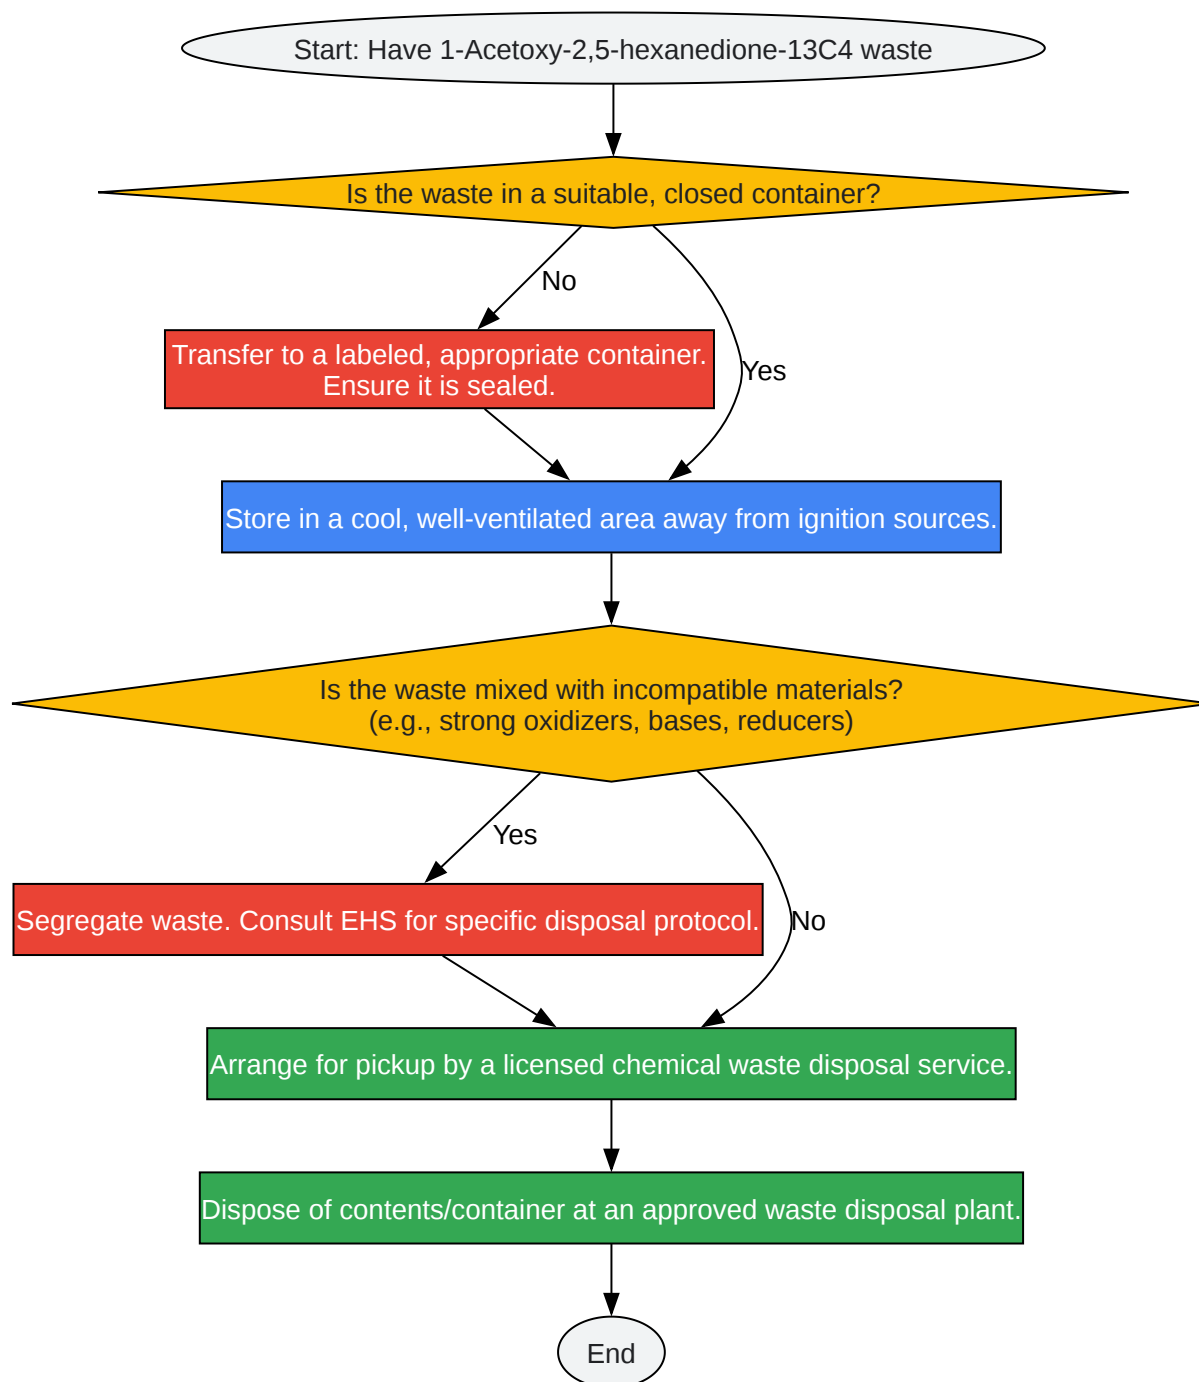 Start: Have 1-Acetoxy-2,5-hexanedione-13C4 waste
Is the waste in a suitable, closed container?
No
Transfer to a labeled, appropriate container.
Ensure it is sealed.
Yes
Store in a cool, well-ventilated area away from ignition sources.
Is the waste mixed with incompatible materials?
(e.g., strong oxidizers, bases, reducers)
Yes
Segregate waste. Consult EHS for specific disposal protocol.
No
Arrange for pickup by a licensed chemical waste disposal service.
Dispose of contents/container at an approved waste disposal plant.
End